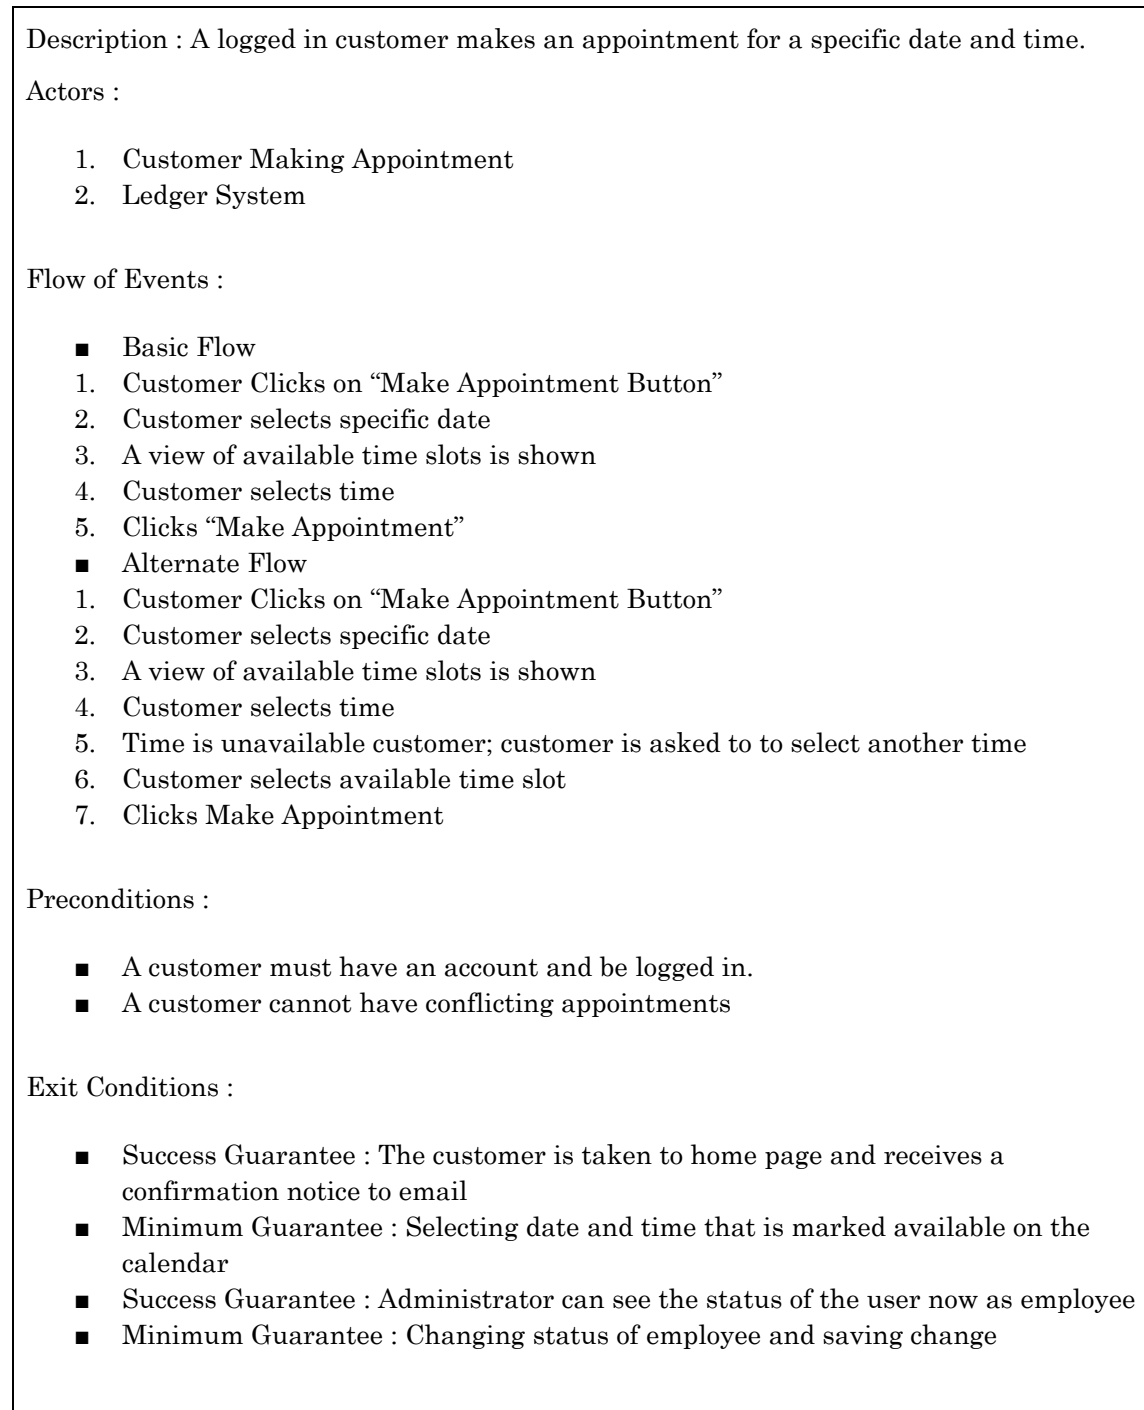 Description : A logged in customer makes an appointment for a specific date and time.
Actors :
1. Customer Making Appointment
2. Ledger System
Flow of Events :
■ Basic Flow
1. Customer Clicks on “Make Appointment Button”
2. Customer selects specific date
3. A view of available time slots is shown
4. Customer selects time
5. Clicks “Make Appointment”
■ Alternate Flow
1. Customer Clicks on “Make Appointment Button”
2. Customer selects specific date
3. A view of available time slots is shown
4. Customer selects time
5. Time is unavailable customer; customer is asked to to select another time
6. Customer selects available time slot
7. Clicks Make Appointment
Preconditions :
■ A customer must have an account and be logged in.
■ A customer cannot have conflicting appointments
Exit Conditions :
■ Success Guarantee : The customer is taken to home page and receives a
confirmation notice to email
■ Minimum Guarantee : Selecting date and time that is marked available on the
calendar
■ Success Guarantee : Administrator can see the status of the user now as employee
■ Minimum Guarantee : Changing status of employee and saving change